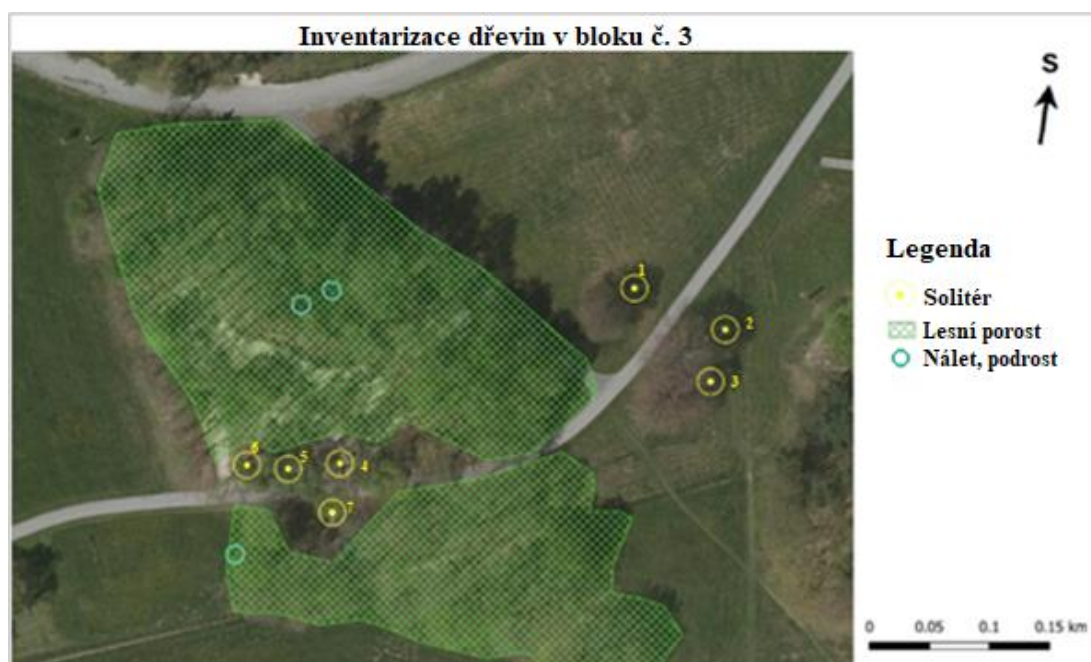 Inventarizace dřevin v bloku č. 3
S
1
2
3
6
5
4
7
Legenda
Solitér
Lesní porost
Nálet, podrost
0 0.05 0.1 0.15 km